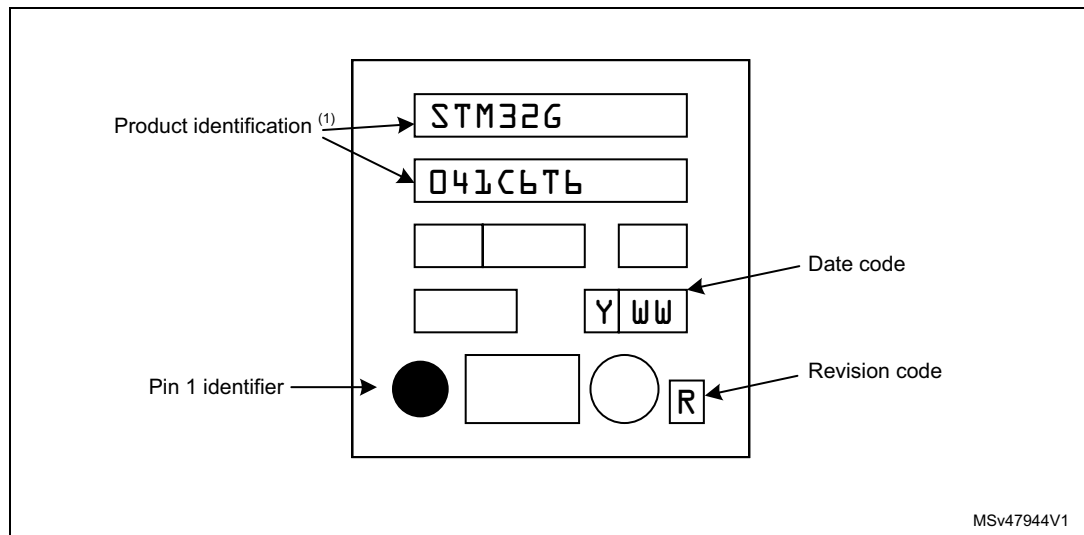 STM32G
Product identification (1)
041C6T6
Date code
Y WW
Pin 1 identifier
Revision code
R
MSv47944V1